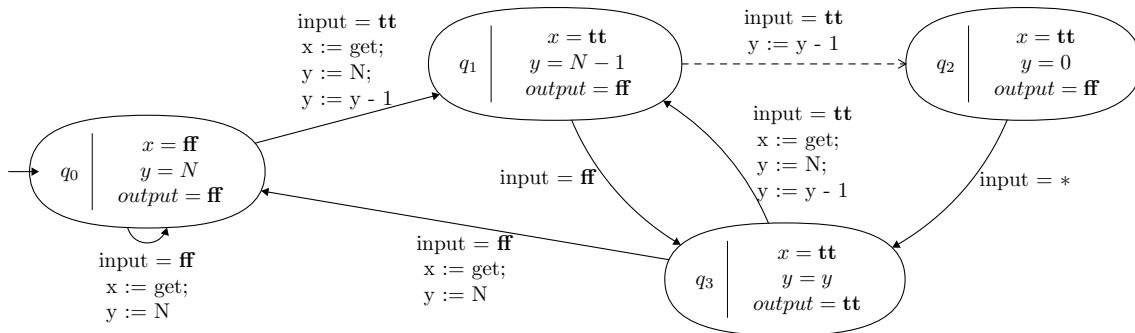 input = tt
x := get;
y := N;
y := y - 1
q1
x = tt
y = N − 1
output = ff
input = tt
y := y - 1
q2
x = tt
y = 0
output = ff
q0
x = ff
y = N
output = ff
input = ff
x := get;
y := N
input = ff
input = tt
x := get;
y := N;
y := y - 1
input = ∗
input = ff
x := get;
y := N
q3
x = tt
y = y
output = tt